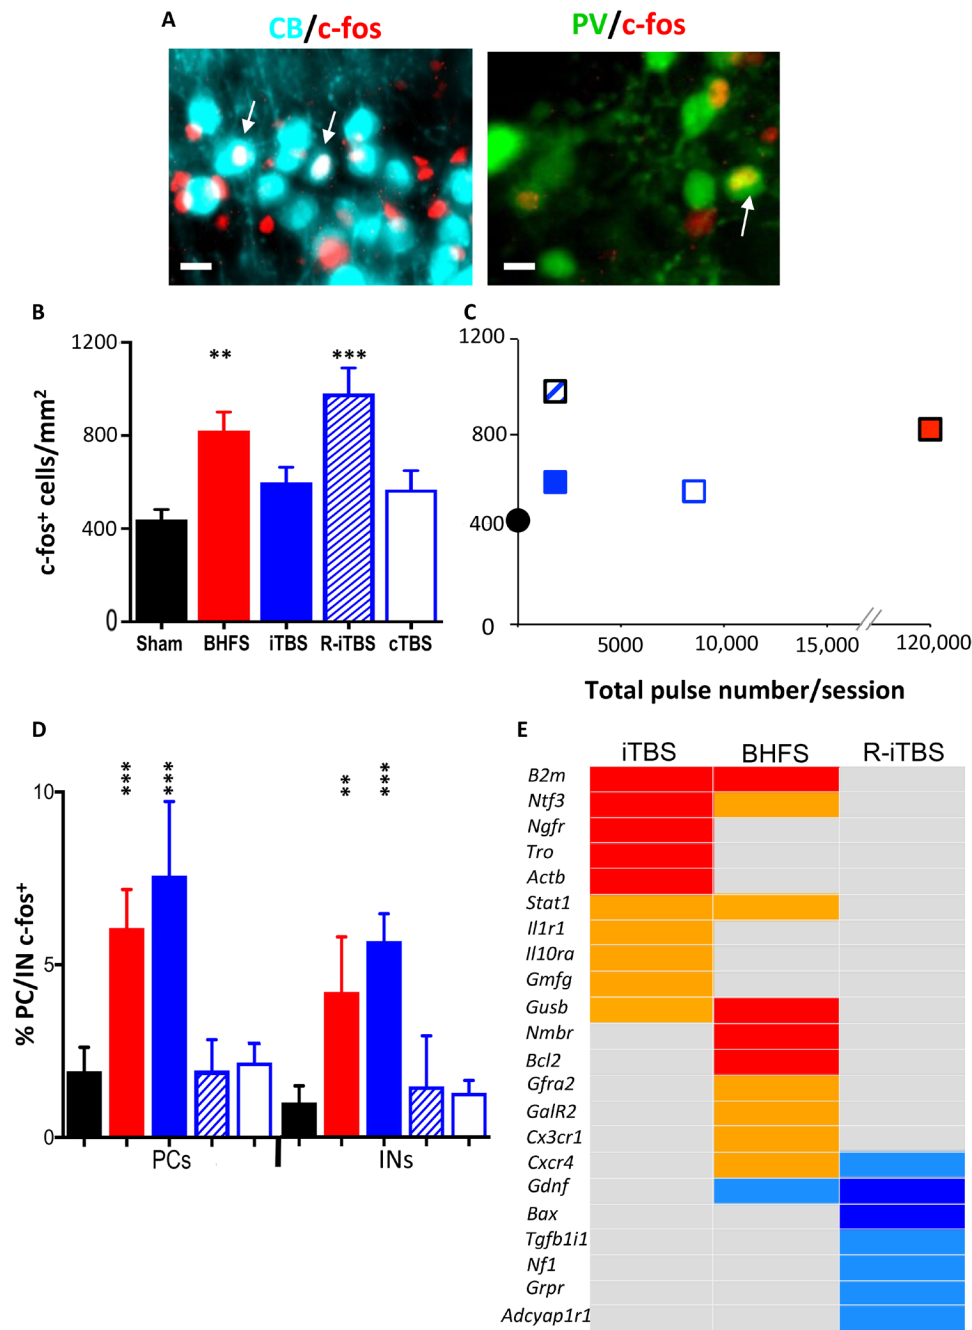 A
CB/c-fos
PV/c-fos
B
1200
800
400
0
c-fos⁺ cells/mm²
**
***
Sham BHFS iTBS R-iTBS cTBS
C
1200
800
400
0
5000 10,000 15,000 120,000
Total pulse number/session
D
10
5
0
% PC/IN c-fos⁺
*** *** ** ***
PCs INs
E
iTBS BHFS R-iTBS
B2m
Ntf3
Ngfr
Tro
Actb
Stat1
Il1r1
Il10ra
Gmfg
Gusb
Nmbr
Bcl2
Gfra2
GalR2
Cx3cr1
Cxcr4
Gdnf
Bax
Tgfb1i1
Nf1
Grpr
Adcyap1r1